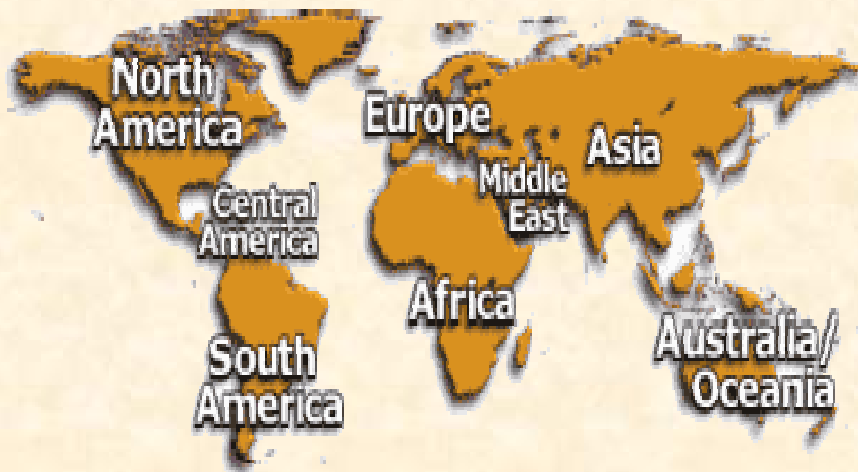 North
America
Europe
Asia
Middle
East
Central
America
Africa
South
America
Australia/
Oceania